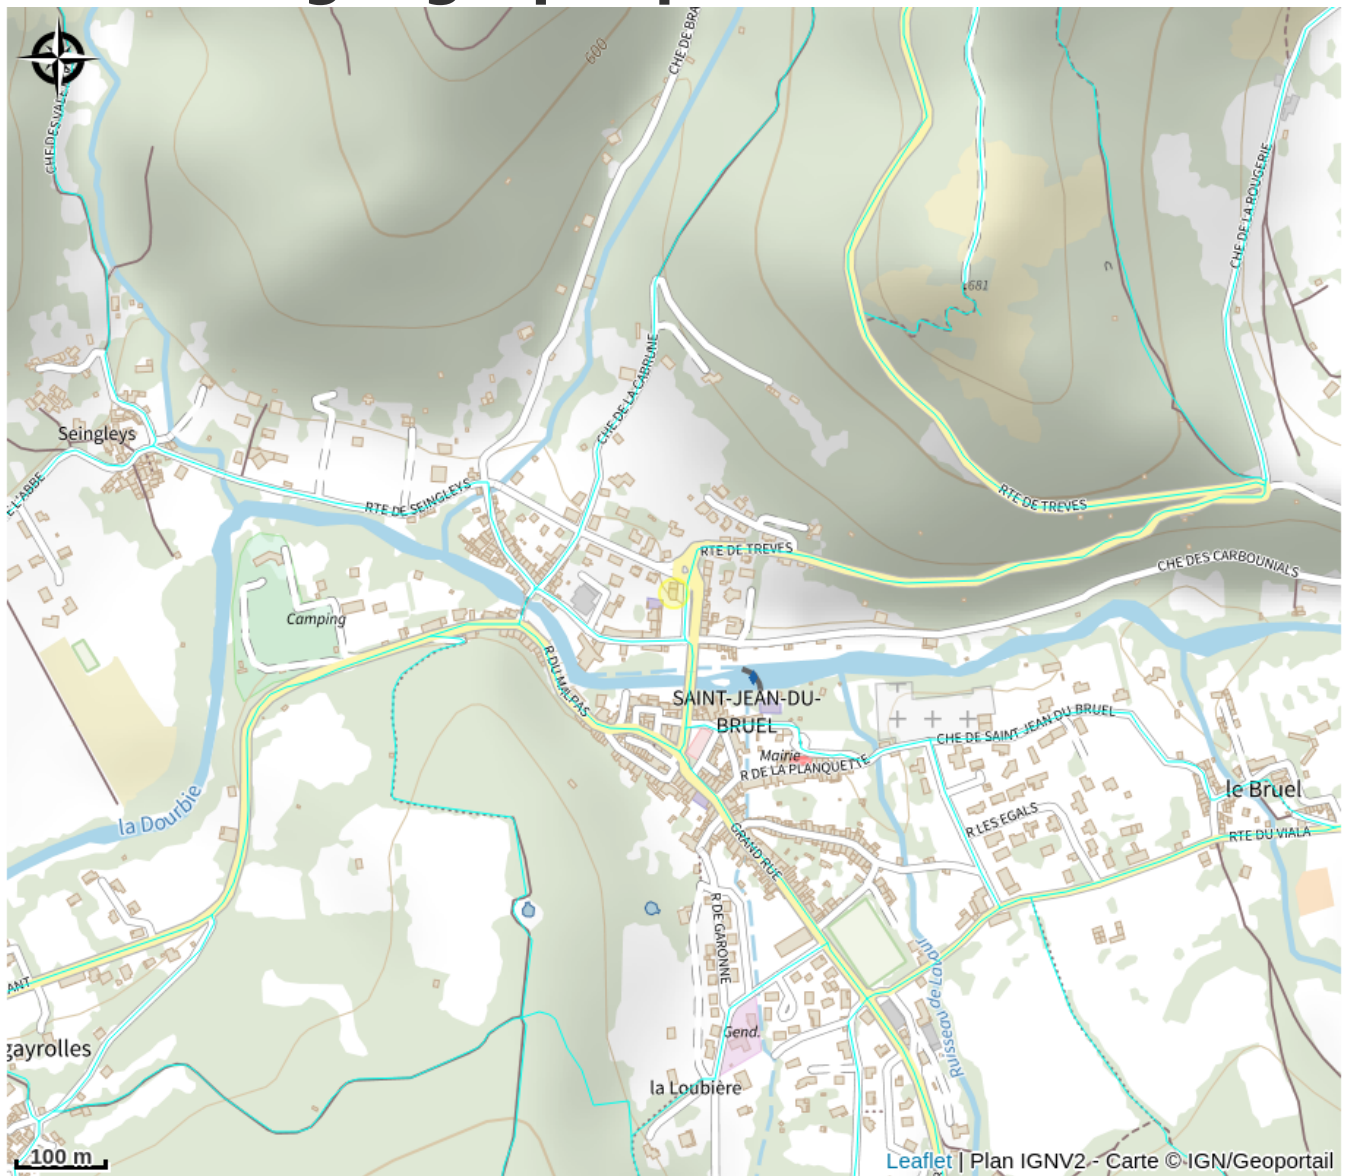 600
CHE DE BRA
CHE DES VALE
CHE DE LA ROUGERIE
681
CHE DE LA CABRUNE
Seingleys
E L'ABBE
RTE DE SEINGLEYS
RTE DE TREVES
RTE DE TREVES
CHE DES CARBOUNIALS
Camping
R DU MALPAS
SAINT-JEAN-DU-
BRUEL
CHE DE SAINT JEAN DU BRUEL
Mairie
R DE LA PLANQUETTE
le Bruel
la Dourbie
R LES EGALS
RTE DU VIALA
GRAND RUE
R DE GARONNE
ANT
Ruisseau de Lavaur
Gend.
gayrolles
la Loubière
100 m
Leaflet | Plan IGNV2 - Carte © IGN/Geoportail